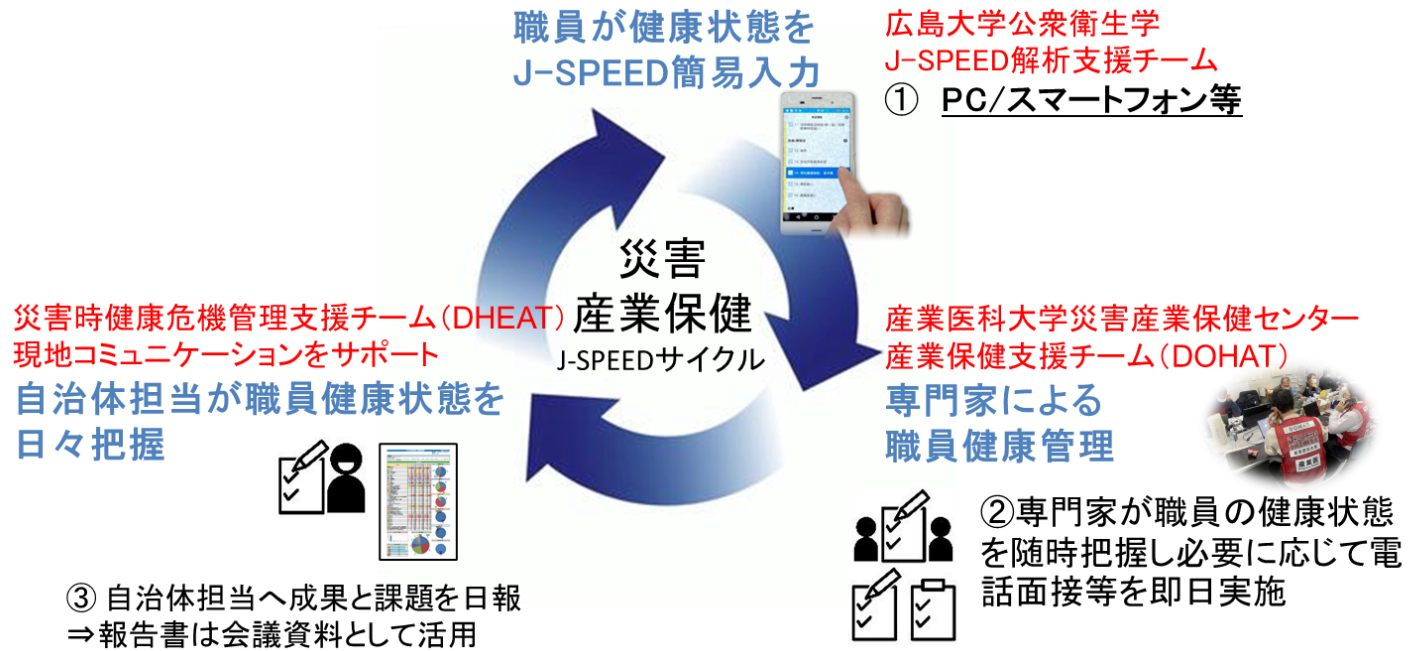 職員が健康状態を
J-SPEED簡易入力
広島大学公衆衛生学
J-SPEED解析支援チーム
① PC/スマートフォン等
災害
産業保健
J-SPEEDサイクル
産業医科大学災害産業保健センター
産業保健支援チーム（DOHAT）
専門家による
職員健康管理
DOHAT
産業医
②専門家が職員の健康状態
を随時把握し必要に応じて電
話面接等を即日実施
災害時健康危機管理支援チーム（DHEAT）
現地コミュニケーションをサポート
自治体担当が職員健康状態を
日々把握
③ 自治体担当へ成果と課題を日報
⇒報告書は会議資料として活用